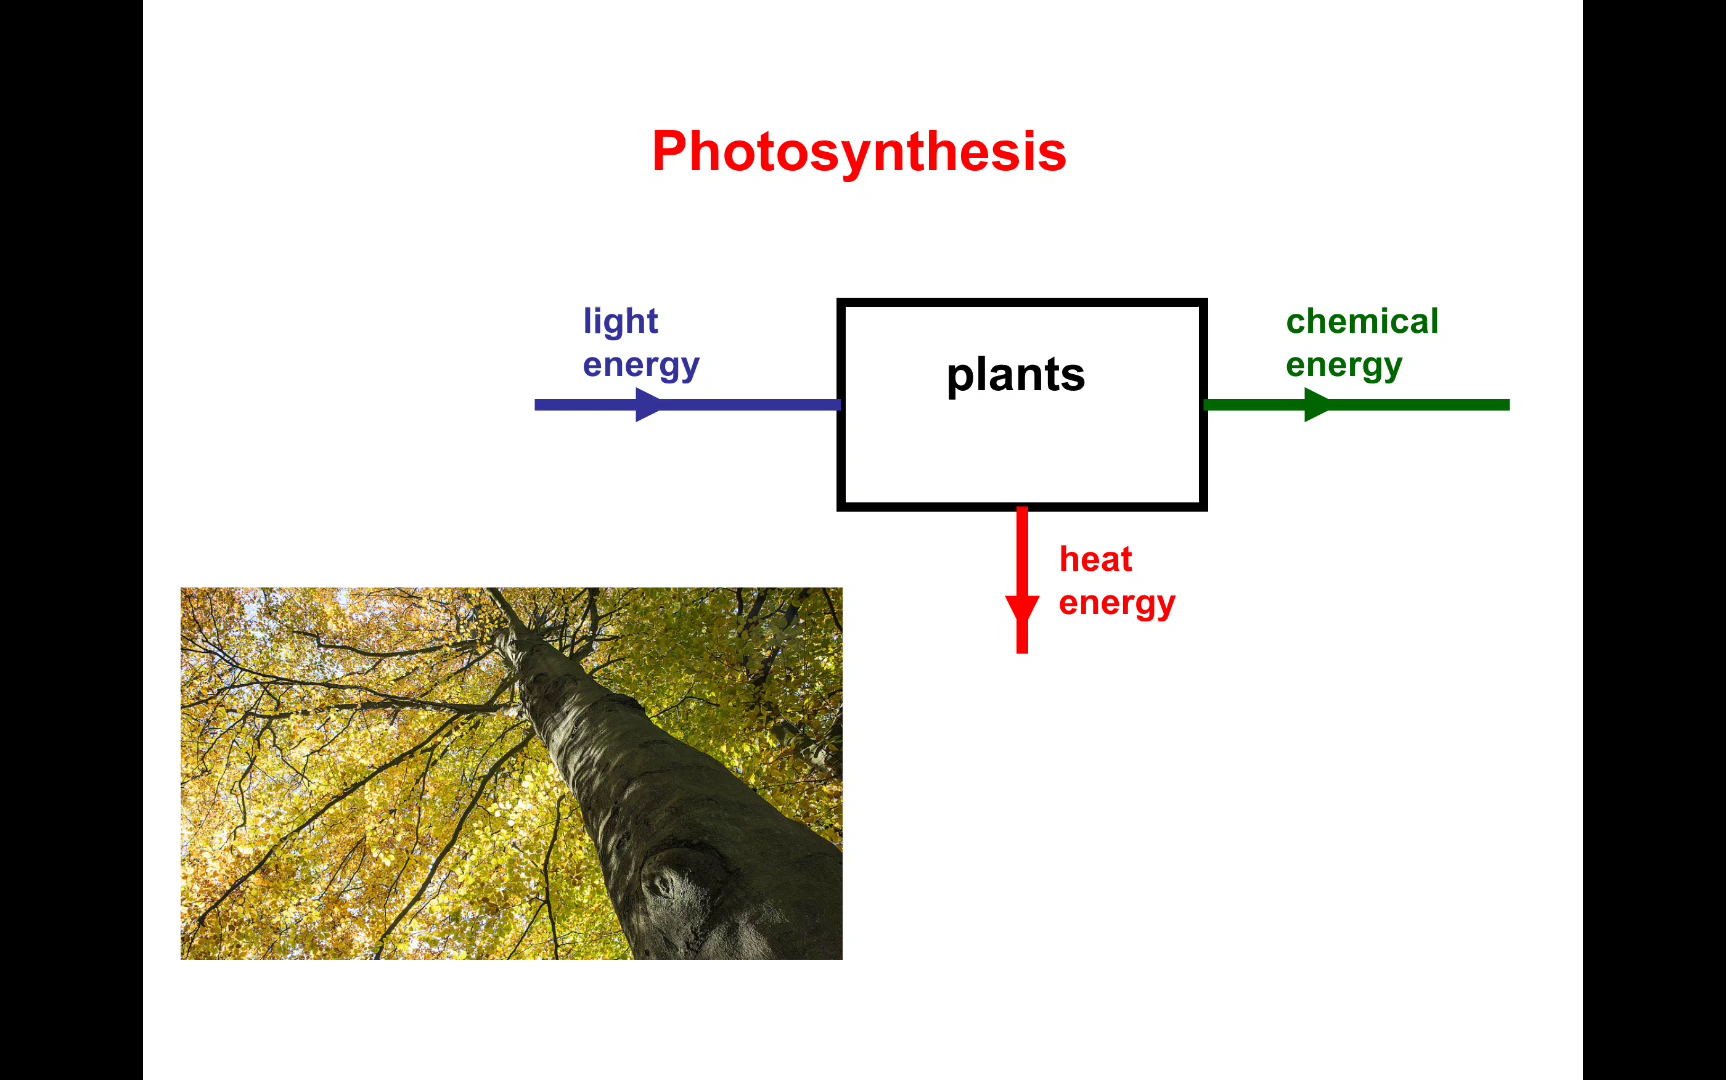 Photosynthesis
light
energy
plants
chemical
energy
heat
energy